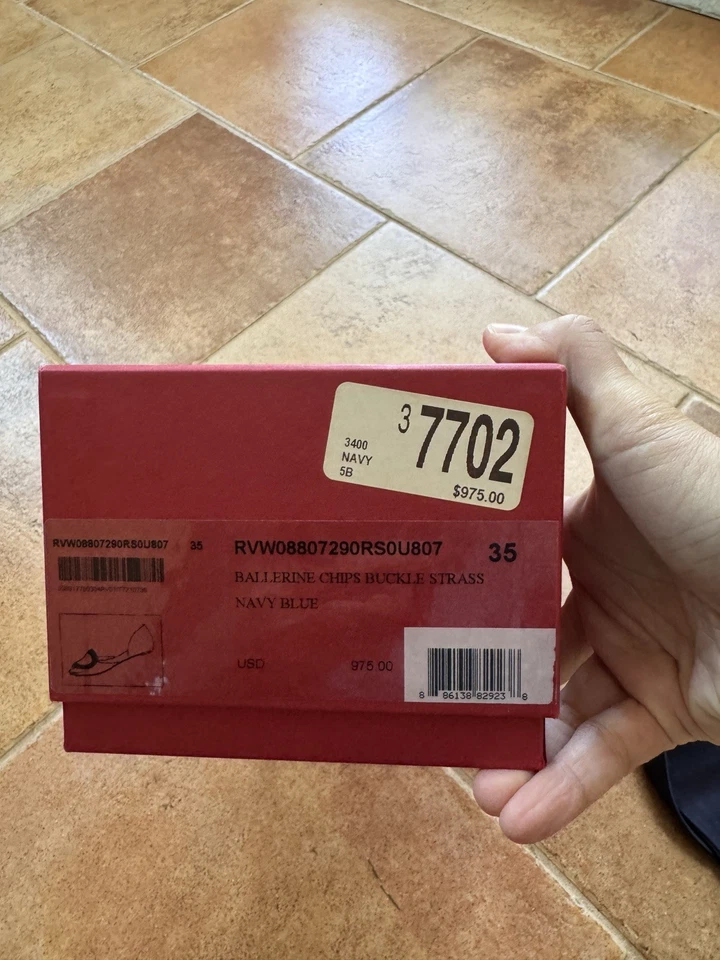 3 7702
3400
NAVY
5B
$975.00
RVW08807290RS0U807 35
RVW08807290RS0U807 35
BALLERINE CHIPS BUCKLE STRASS
NAVY BLUE
USD 975.00
8 86138 82923 8